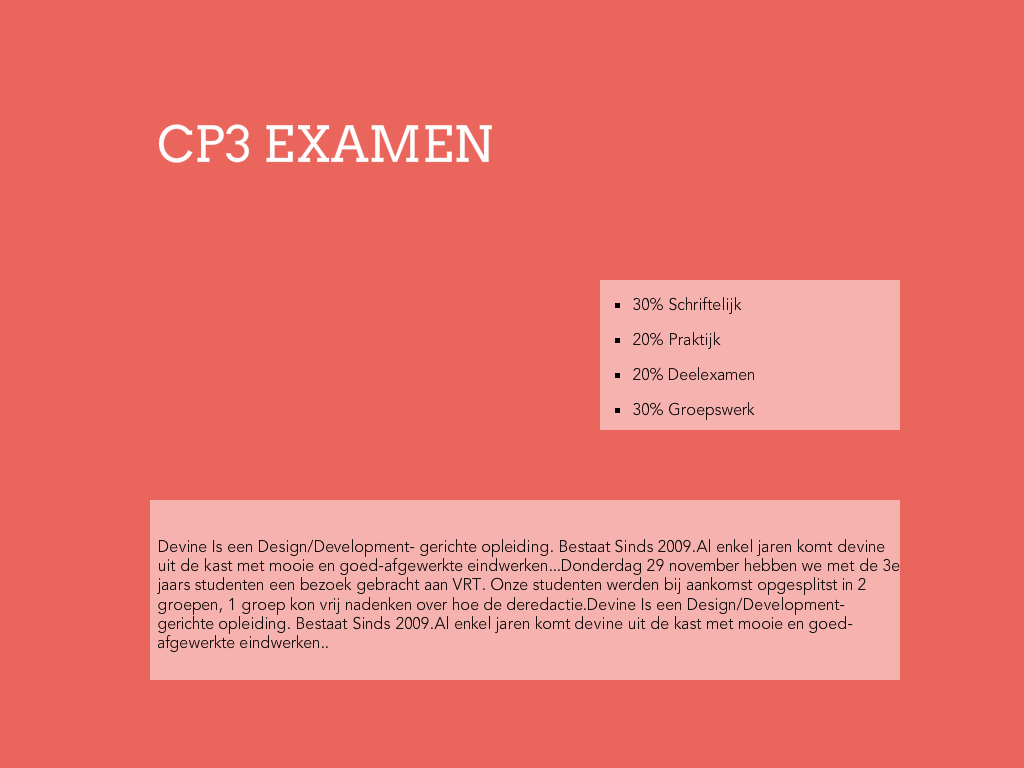 CP3 EXAMEN
▪ 30% Schriftelijk
▪ 20% Praktijk
▪ 20% Deelexamen
▪ 30% Groepswerk
Devine Is een Design/Development- gerichte opleiding. Bestaat Sinds 2009.Al enkel jaren komt devine
uit de kast met mooie en goed-afgewerkte eindwerken...Donderdag 29 november hebben we met de 3e
jaars studenten een bezoek gebracht aan VRT. Onze studenten werden bij aankomst opgesplitst in 2
groepen, 1 groep kon vrij nadenken over hoe de deredactie.Devine Is een Design/Development-
gerichte opleiding. Bestaat Sinds 2009.Al enkel jaren komt devine uit de kast met mooie en goed-
afgewerkte eindwerken..